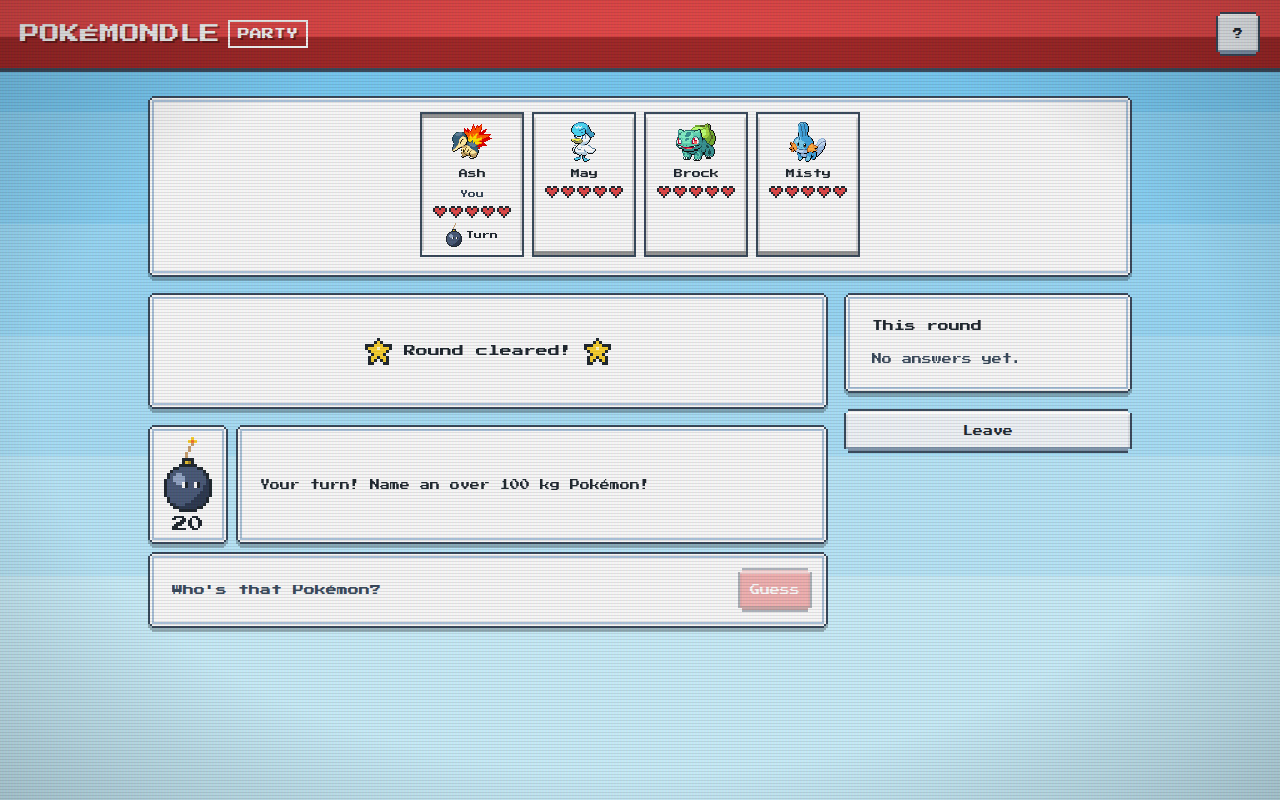 POKéMONDLE PARTY ?
Ash
You
Turn
May
Brock
Misty
Round cleared!
This round
No answers yet.
Leave
20
Your turn! Name an over 100 kg Pokémon!
Who's that Pokémon?
Guess